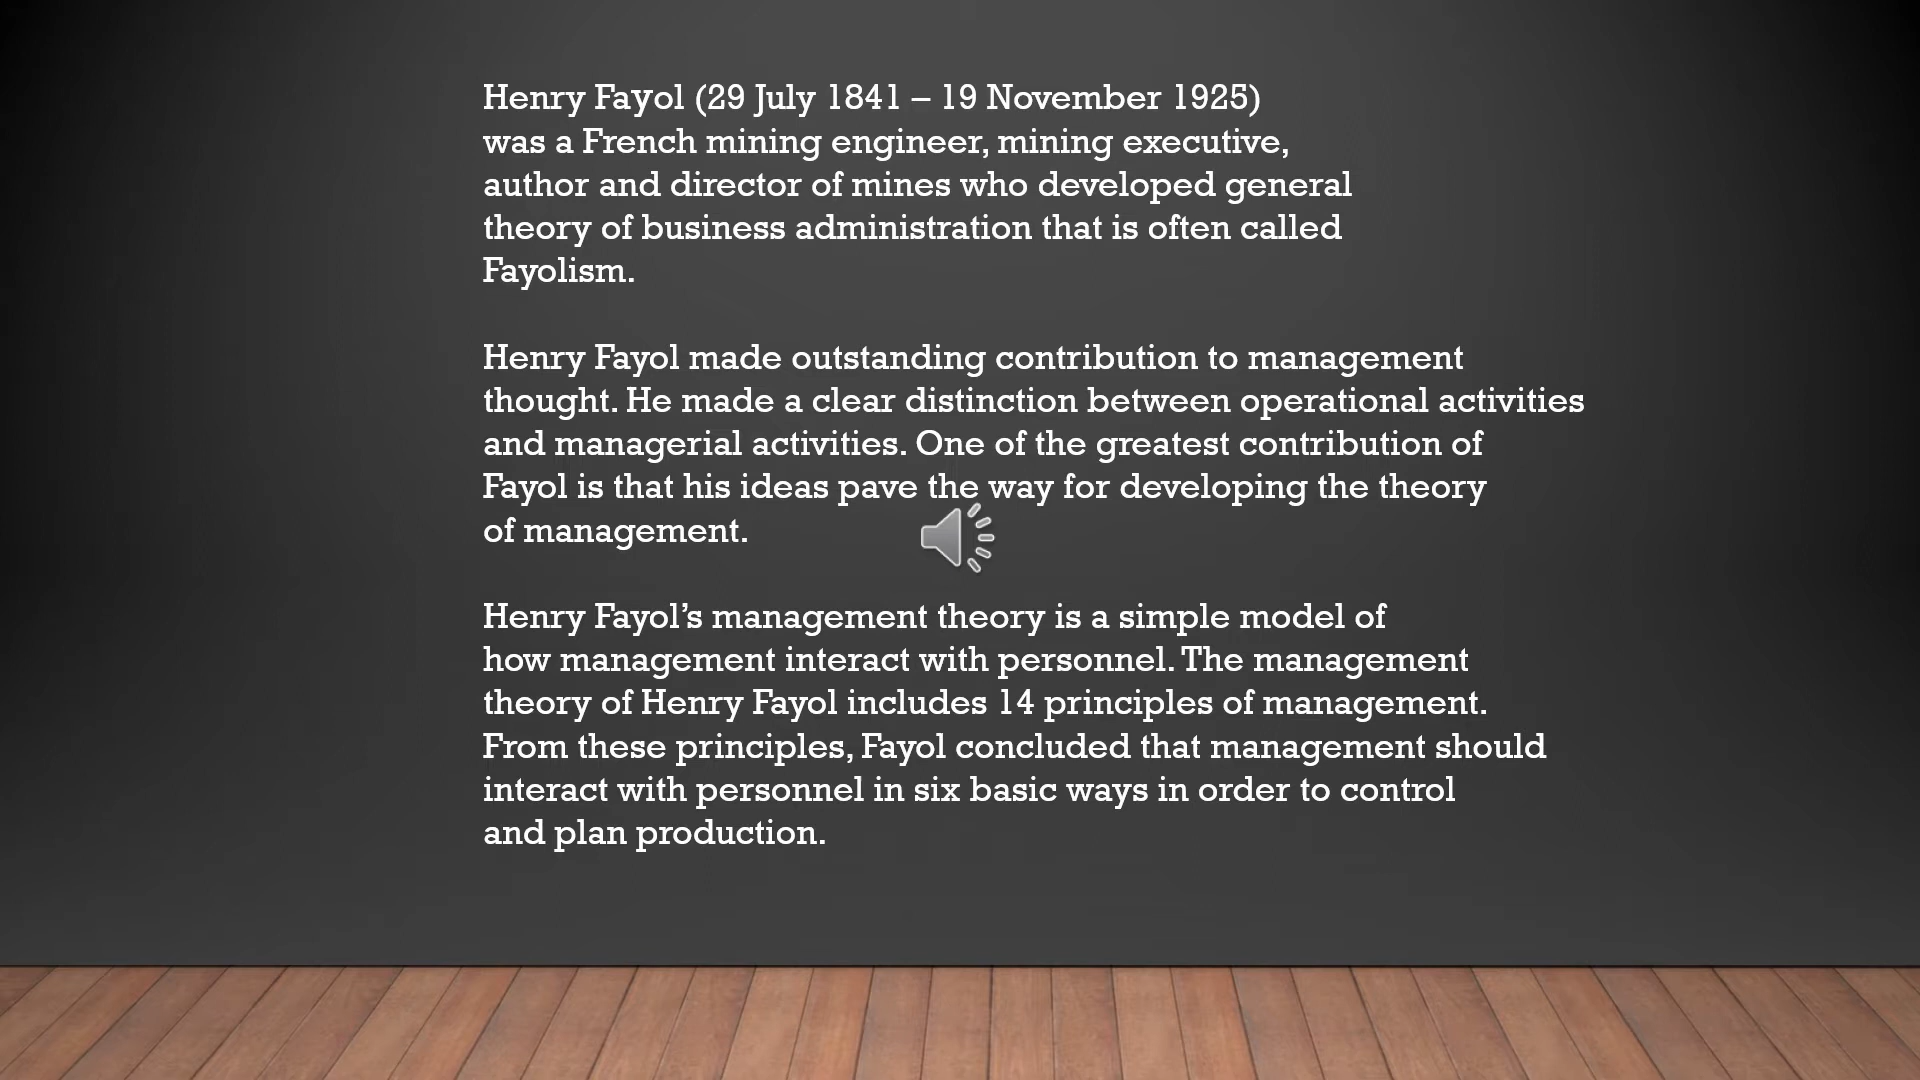 Henry Fayol (29 July 1841 – 19 November 1925)
was a French mining engineer, mining executive,
author and director of mines who developed general
theory of business administration that is often called
Fayolism.
Henry Fayol made outstanding contribution to management
thought. He made a clear distinction between operational activities
and managerial activities. One of the greatest contribution of
Fayol is that his ideas pave the way for developing the theory
of management.
Henry Fayol’s management theory is a simple model of
how management interact with personnel. The management
theory of Henry Fayol includes 14 principles of management.
From these principles, Fayol concluded that management should
interact with personnel in six basic ways in order to control
and plan production.